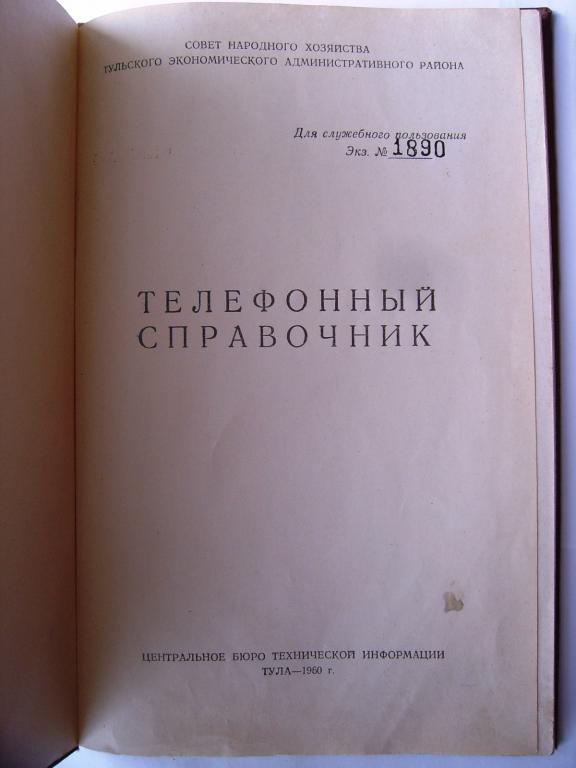 СОВЕТ НАРОДНОГО ХОЗЯЙСТВА
ТУЛЬСКОГО ЭКОНОМИЧЕСКОГО АДМИНИСТРАТИВНОГО РАЙОНА
Для служебного пользования
Экз. № 1890
ТЕЛЕФОННЫЙ
СПРАВОЧНИК
ЦЕНТРАЛЬНОЕ БЮРО ТЕХНИЧЕСКОЙ ИНФОРМАЦИИ
ТУЛА—1960 г.